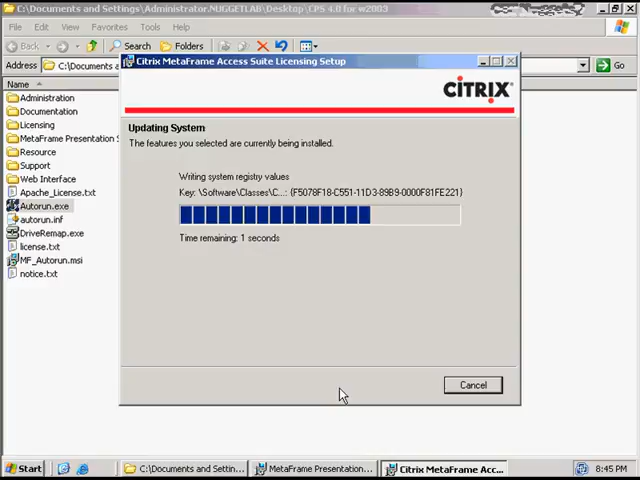 C:\Documents and Settings\Administrator.NUGGETLAB\Desktop\CPS 4.0 for w2003
File Edit View Favorites Tools Help
Back Search Folders
Address C:\Documents and
Go
Name
Citrix MetaFrame Access Suite Licensing Setup
CITRIX
Administration
Documentation
Licensing
MetaFrame Presentation S
Resource
Support
Web Interface
Apache_License.txt
Autorun.exe
autorun.inf
DriveRemap.exe
license.txt
MF_Autorun.msi
notice.txt
Updating System
The features you selected are currently being installed.
Writing system registry values
Key: \Software\Classes\C...: {F5078F18-C551-11D3-89B9-0000F81FE221}
Time remaining: 1 seconds
Cancel
Start
C:\Documents and Settin...
MetaFrame Presentation...
Citrix MetaFrame Acc...
8:45 PM